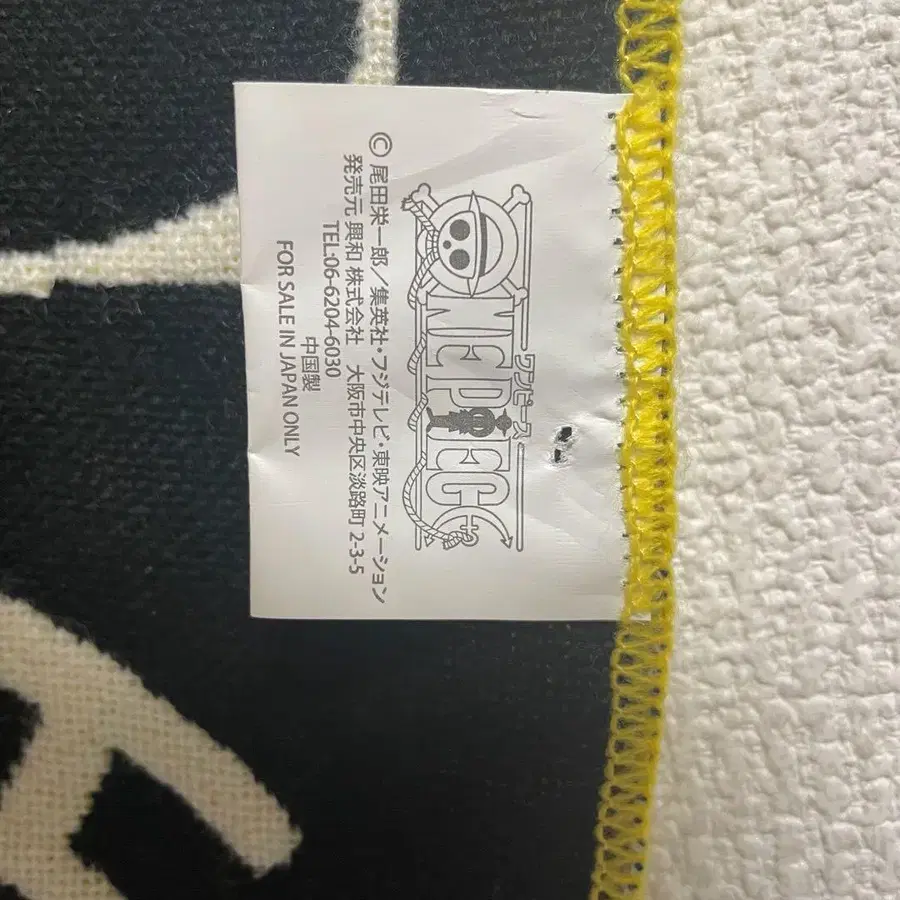 ONE PIECE
ワンピース
© 尾田栄一郎／集英社・フジテレビ・東映アニメーション
発売元 興和 株式会社 大阪市中央区淡路町 2-3-5
TEL:06-6204-6030
中国製
FOR SALE IN JAPAN ONLY